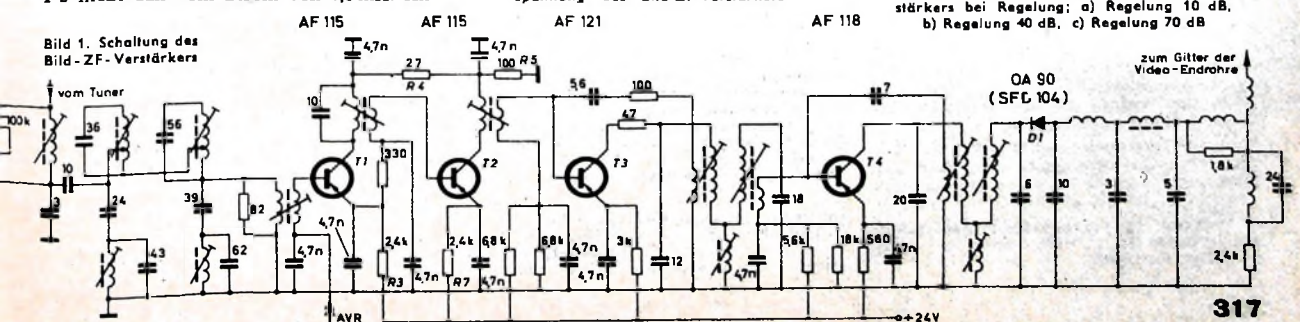 stärkers bei Regelung; a) Regelung 10 dB,
b) Regelung 40 dB, c) Regelung 70 dB
AF 115
AF 115
AF 121
AF 118
Bild 1. Schaltung des
Bild-ZF-Verstärkers
vom Tuner
zum Gitter der
Video-Endröhre
OA 90
(SFD 104)
D1
100k
3
10
36
24
43
56
39
62
82
4,7n
10
4,7n
T1
330
4,7n
2,4k
R3
4,7n
27
R4
4,7n
100
R5
T2
2,4k
R7
6,8k
4,7n
6,8k
5,6
100
47
T3
4,7n
4,7n
3k
12
18
4,7n
5,6k
18k
560
4,7n
7
T4
20
6
10
3
5
1,8k
24
2,4k
AVR
+24V
317